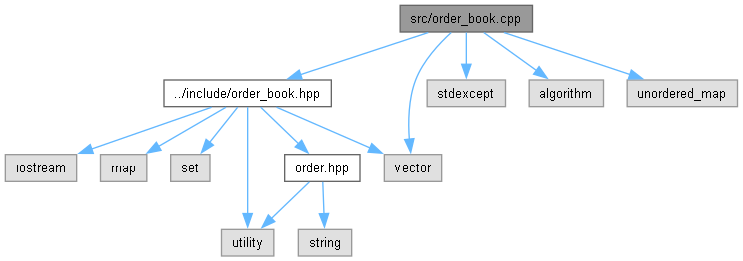 src/order_book.cpp
../include/order_book.hpp
stdexcept
algorithm
unordered_map
iostream
map
set
order.hpp
vector
utility
string